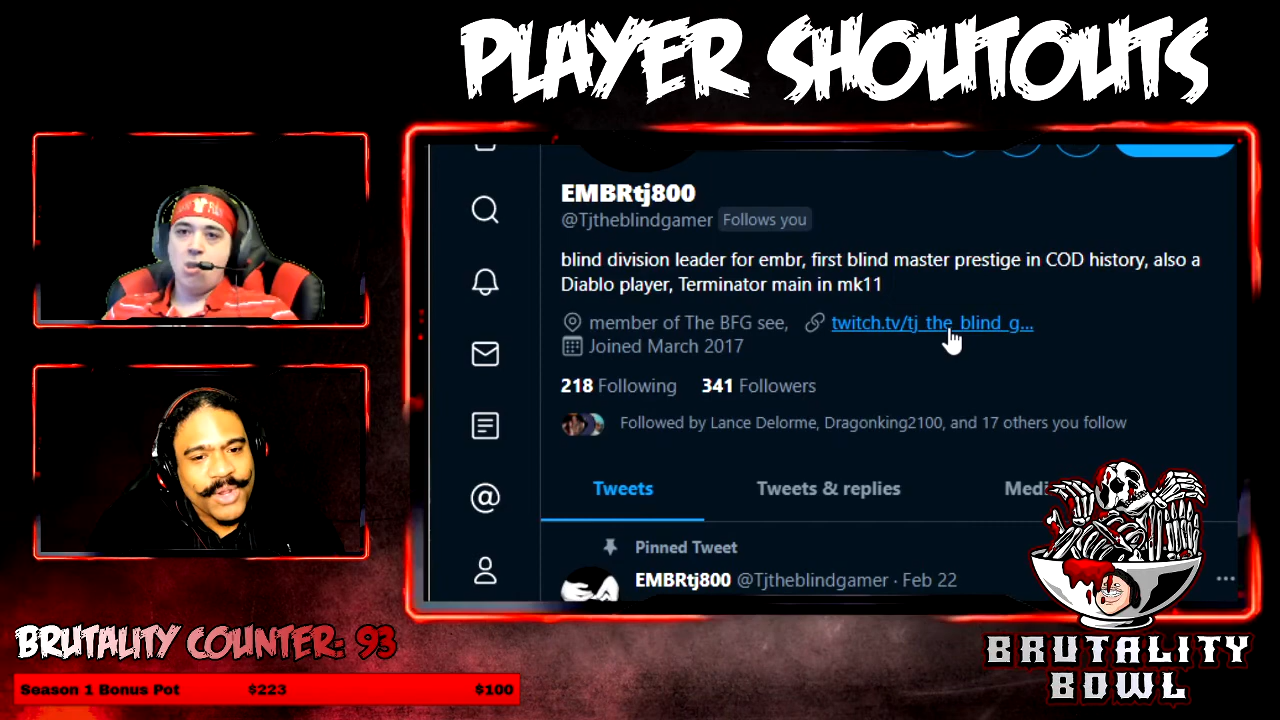 PLAYER SHOUTOUTS
EMBRtj800
@Tjtheblindgamer Follows you
blind division leader for embr, first blind master prestige in COD history, also a
Diablo player, Terminator main in mk11
member of The BFG see, twitch.tv/tj_the_blind_g...
Joined March 2017
218 Following 341 Followers
Followed by Lance Delorme, Dragonking2100, and 17 others you follow
Tweets Tweets & replies Medi
Pinned Tweet
EMBRtj800 @Tjtheblindgamer · Feb 22
BRUTALITY COUNTER: 93
Season 1 Bonus Pot $223 $100
BRUTALITY
BOWL